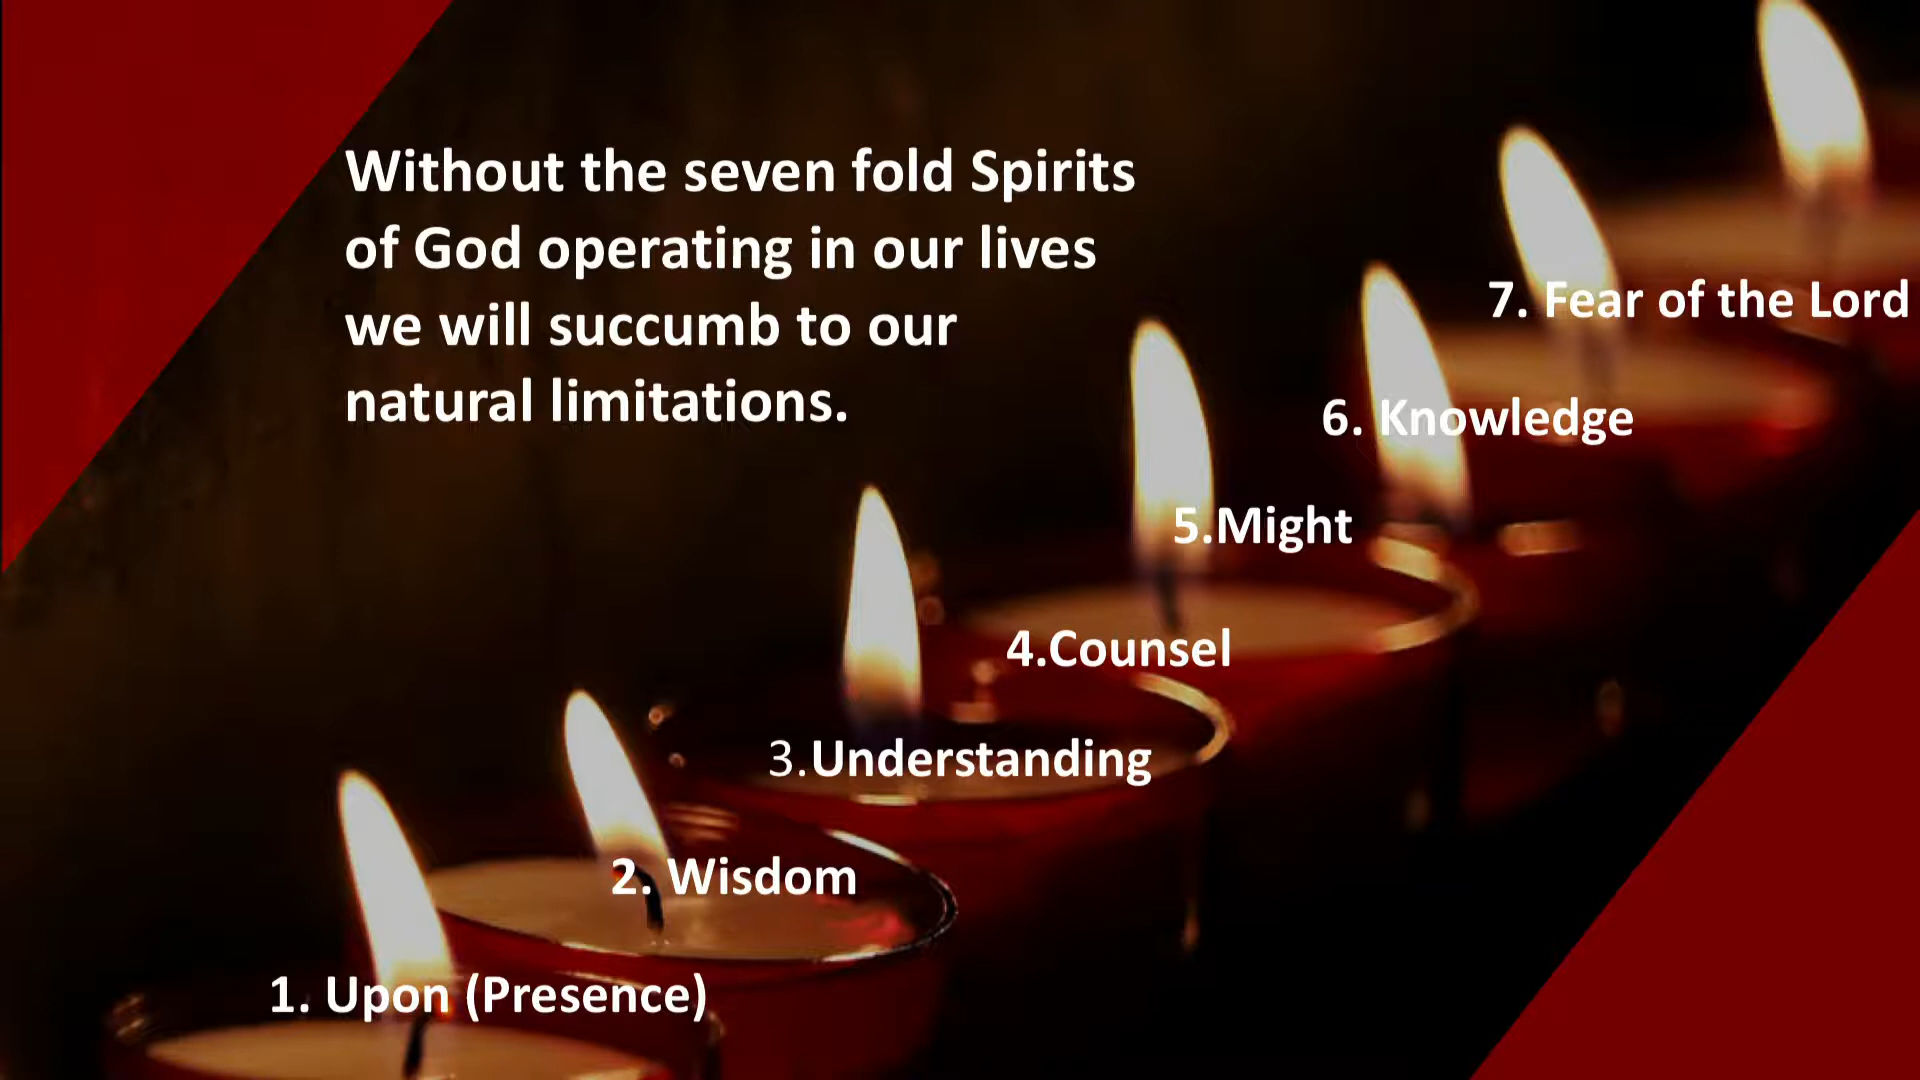 Without the seven fold Spirits
of God operating in our lives
we will succumb to our
natural limitations.
7. Fear of the Lord
6. Knowledge
5.Might
4.Counsel
3.Understanding
2. Wisdom
1. Upon (Presence)